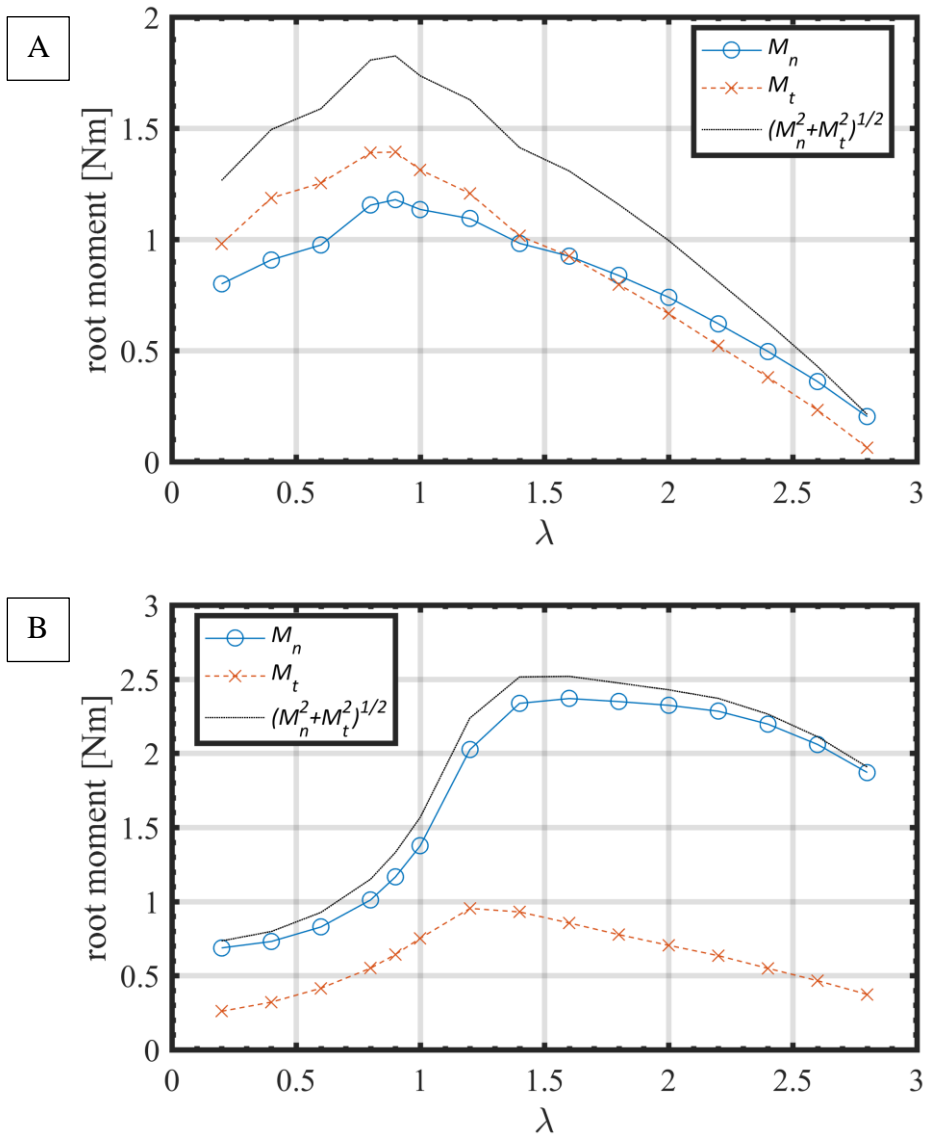 A
root moment [Nm]
2
1.5
1
0.5
0
M_n
M_t
(M_n^2+M_t^2)^1/2
0 0.5 1 1.5 2 2.5 3
λ
B
root moment [Nm]
3
2.5
2
1.5
1
0.5
0
M_n
M_t
(M_n^2+M_t^2)^1/2
0 0.5 1 1.5 2 2.5 3
λ